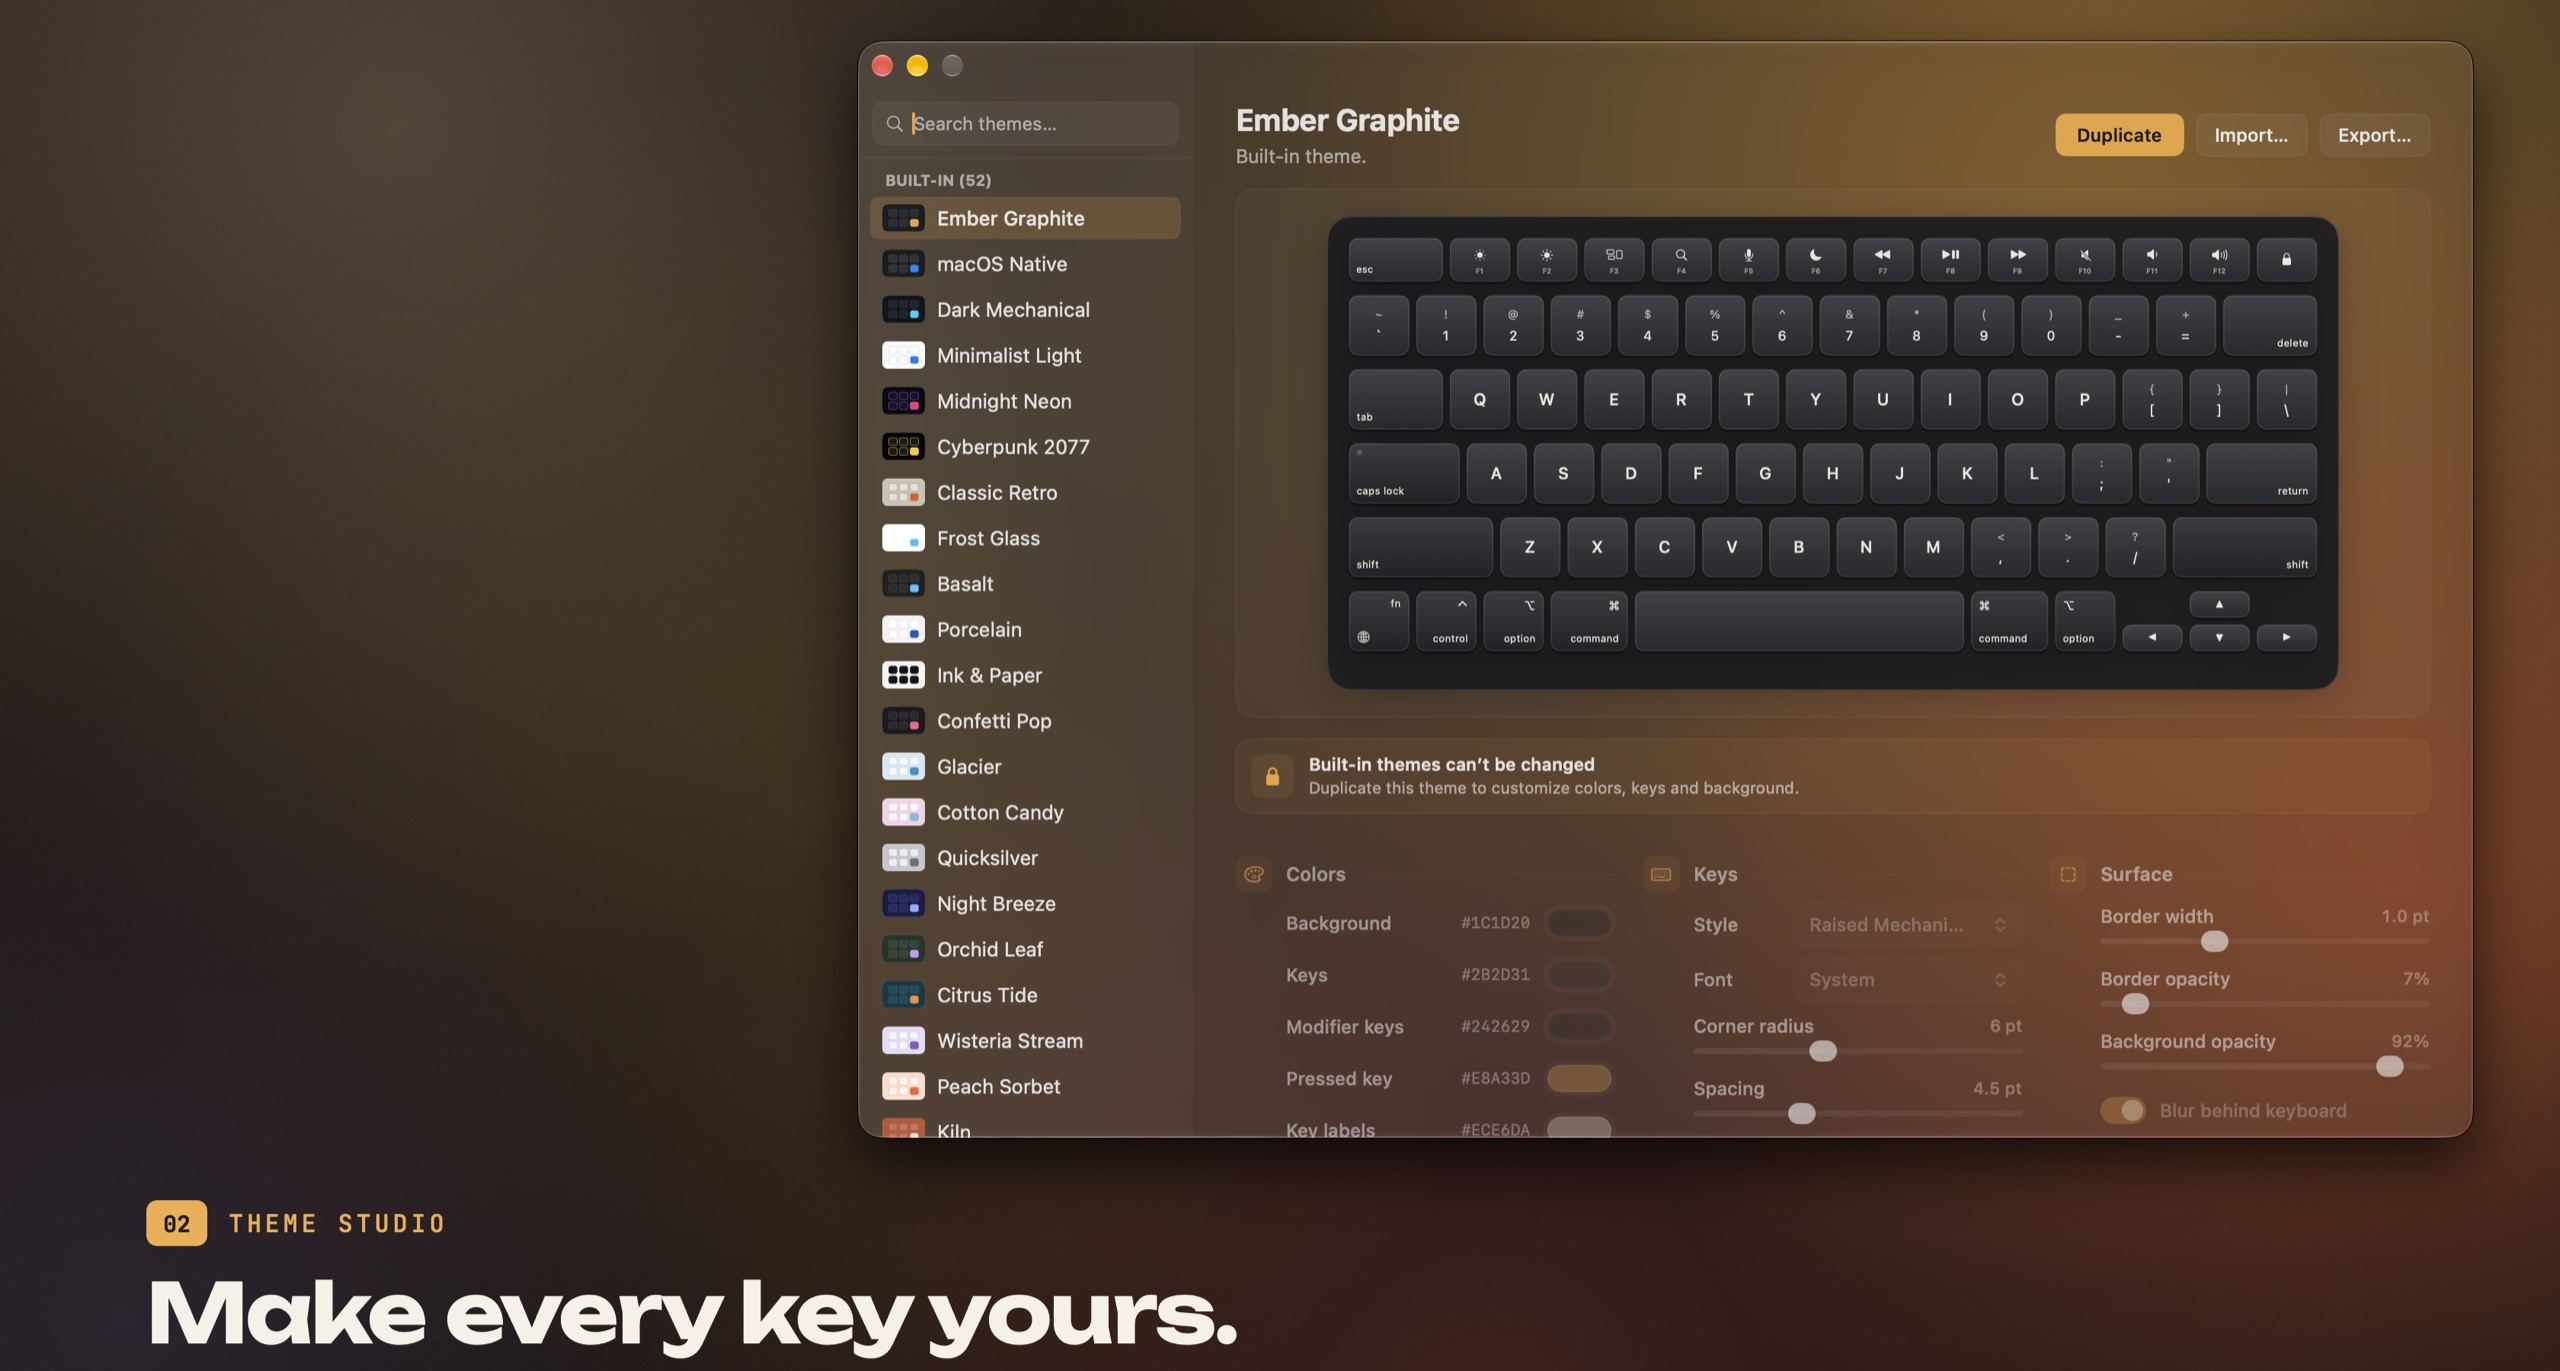 Search themes...
BUILT-IN (52)
Ember Graphite
macOS Native
Dark Mechanical
Minimalist Light
Midnight Neon
Cyberpunk 2077
Classic Retro
Frost Glass
Basalt
Porcelain
Ink & Paper
Confetti Pop
Glacier
Cotton Candy
Quicksilver
Night Breeze
Orchid Leaf
Citrus Tide
Wisteria Stream
Peach Sorbet
Kiln
Ember Graphite
Built-in theme.
Duplicate Import... Export...
esc F1 F2 F3 F4 F5 F6 F7 F8 F9 F10 F11 F12
~ ! @ # $ % ^ & * ( ) _ +
` 1 2 3 4 5 6 7 8 9 0 - = delete
tab Q W E R T Y U I O P { [ } ] | \
caps lock A S D F G H J K L : ; " ' return
shift Z X C V B N M < , > . ? / shift
fn ^ ⌥ ⌘ ⌘ ⌥ ▲
control option command command option ◀ ▼ ▶
Built-in themes can’t be changed
Duplicate this theme to customize colors, keys and background.
Colors
Background #1C1D20
Keys #2B2D31
Modifier keys #242629
Pressed key #E8A33D
Key labels #ECE6DA
Keys
Style Raised Mechani...
Font System
Corner radius 6 pt
Spacing 4.5 pt
Surface
Border width 1.0 pt
Border opacity 7%
Background opacity 92%
Blur behind keyboard
02 THEME STUDIO
Make every key yours.